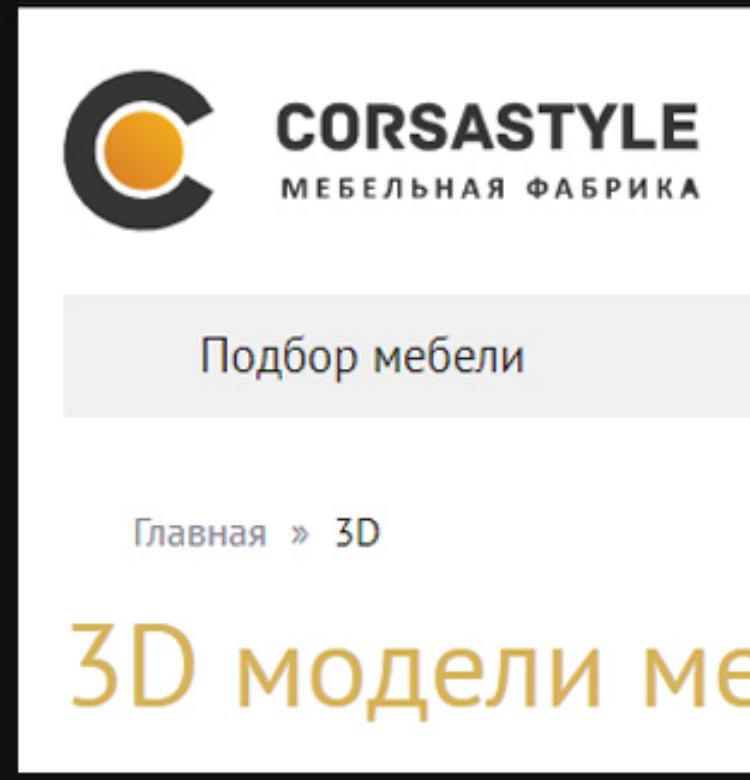 CORSASTYLE
МЕБЕЛЬНАЯ ФАБРИКА
Подбор мебели
Главная » 3D
3D модели ме